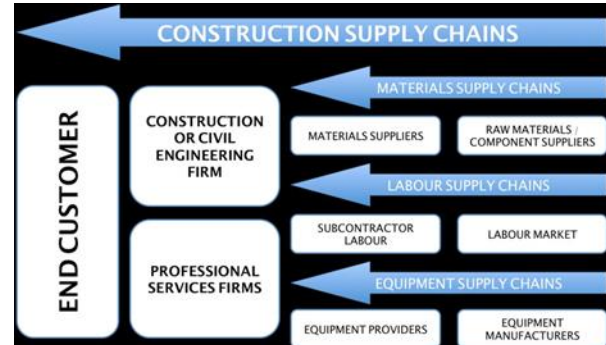 CONSTRUCTION SUPPLY CHAINS
END CUSTOMER
CONSTRUCTION
OR CIVIL
ENGINEERING
FIRM
PROFESSIONAL
SERVICES FIRMS
MATERIALS SUPPLY CHAINS
MATERIALS SUPPLIERS
RAW MATERIALS /
COMPONENT SUPPLIERS
LABOUR SUPPLY CHAINS
SUBCONTRACTOR
LABOUR
LABOUR MARKET
EQUIPMENT SUPPLY CHAINS
EQUIPMENT PROVIDERS
EQUIPMENT
MANUFACTURERS